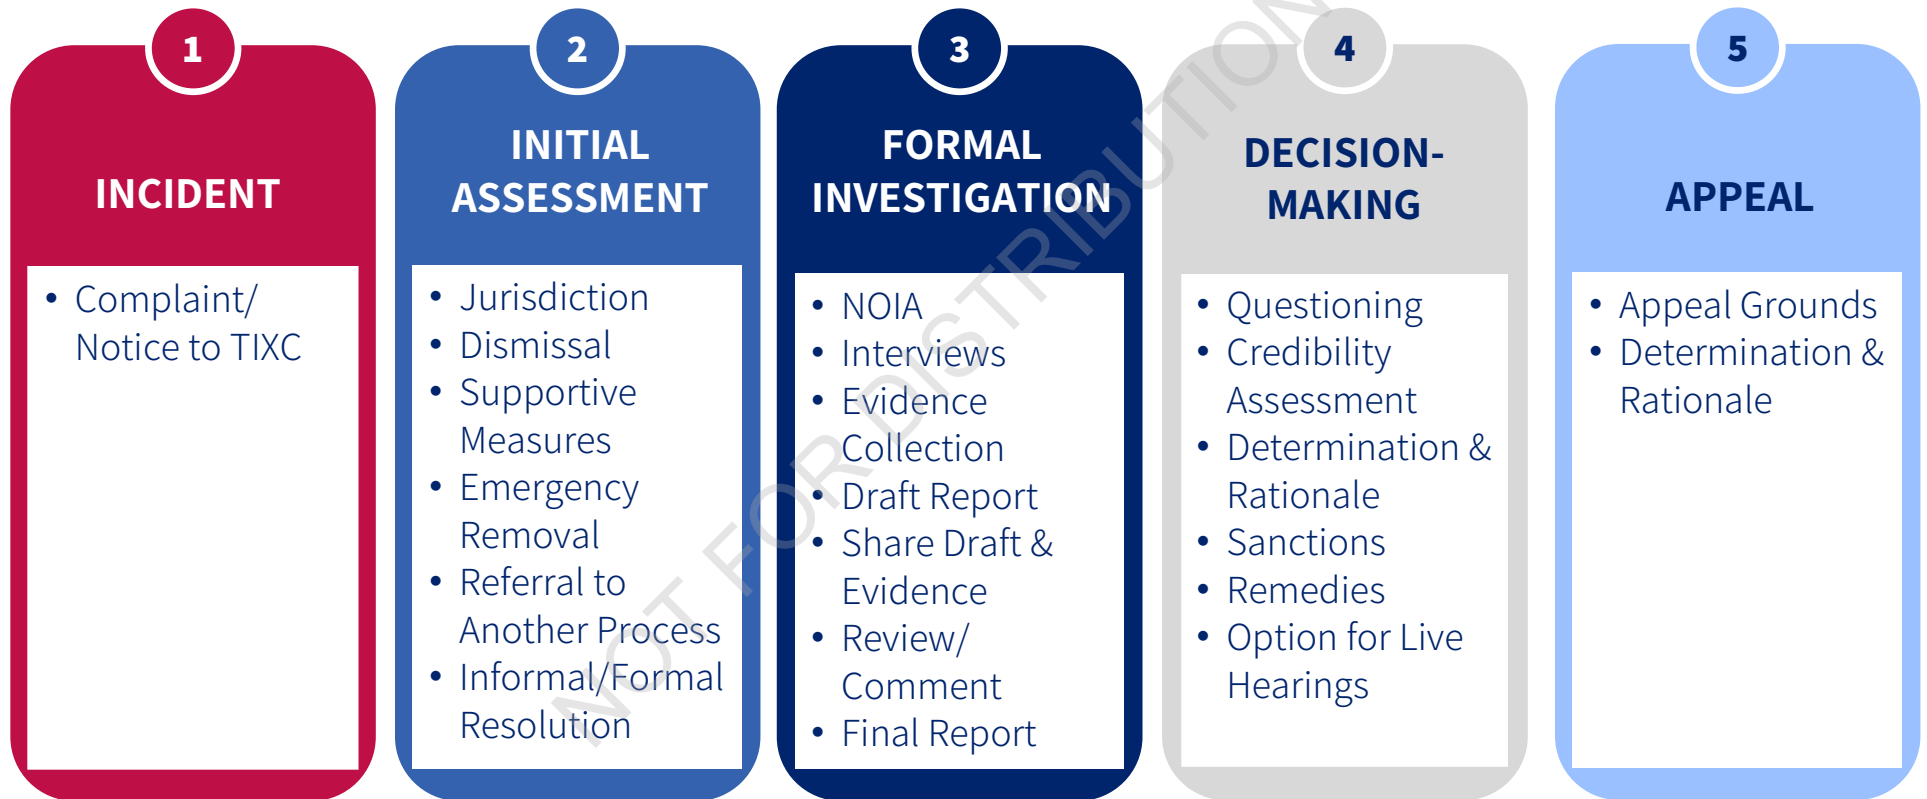 1
INCIDENT
• Complaint/
Notice to TIXC
2
INITIAL
ASSESSMENT
• Jurisdiction
• Dismissal
• Supportive
Measures
• Emergency
Removal
• Referral to
Another Process
• Informal/Formal
Resolution
3
FORMAL
INVESTIGATION
• NOIA
• Interviews
• Evidence
Collection
• Draft Report
• Share Draft &
Evidence
• Review/
Comment
• Final Report
4
DECISION-
MAKING
• Questioning
• Credibility
Assessment
• Determination &
Rationale
• Sanctions
• Remedies
• Option for Live
Hearings
5
APPEAL
• Appeal Grounds
• Determination &
Rationale
NOT FOR DISTRIBUTION